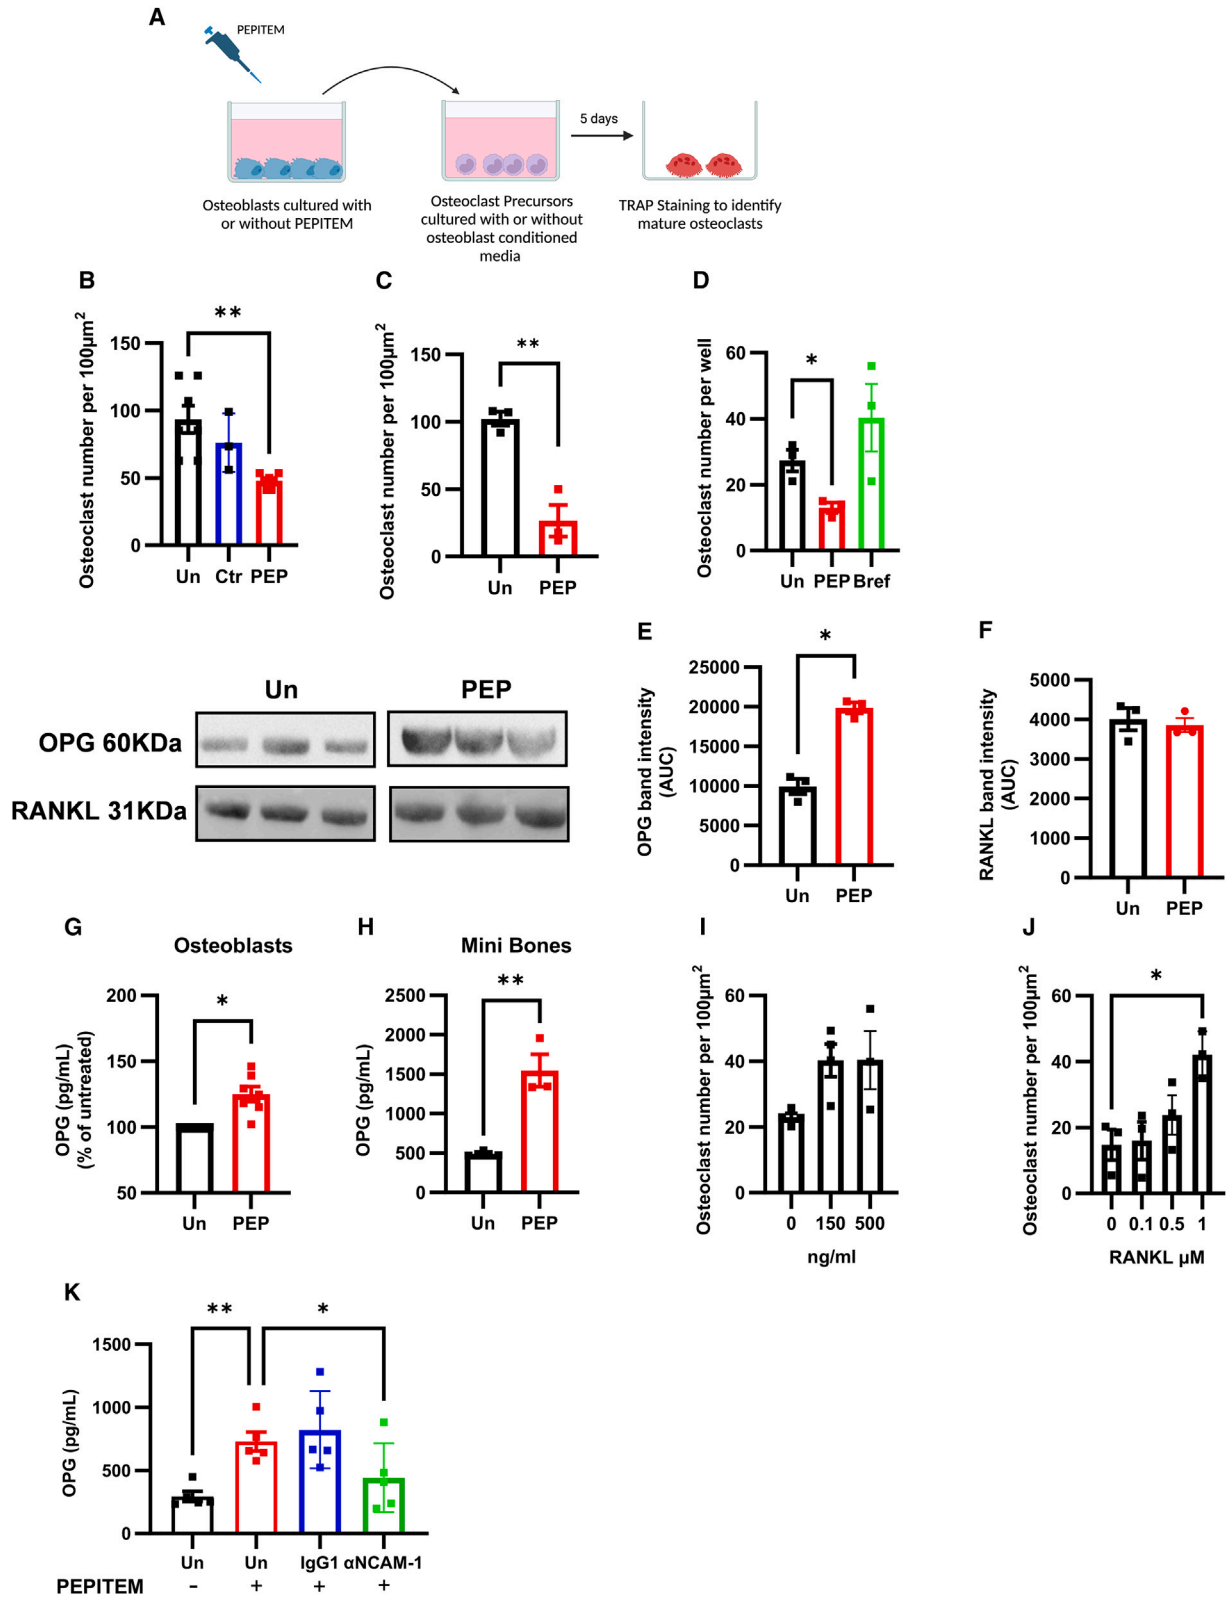 A
PEPITEM
5 days
Osteoblasts cultured with
or without PEPITEM
Osteoclast Precursors
cultured with or without
osteoblast conditioned
media
TRAP Staining to identify
mature osteoclasts
B
Osteoclast number per 100µm²
150
100
50
0
**
Un Ctr PEP
C
Osteoclast number per 100µm²
150
100
50
0
**
Un PEP
D
Osteoclast number per well
60
40
20
0
*
Un PEP Bref
Un PEP
OPG 60KDa
RANKL 31KDa
E
OPG band intensity
(AUC)
25000
20000
15000
10000
5000
0
*
Un PEP
F
RANKL band intensity
(AUC)
5000
4000
3000
2000
1000
0
Un PEP
G
Osteoblasts
OPG (pg/mL)
(% of untreated)
200
150
100
50
*
Un PEP
H
Mini Bones
OPG (pg/mL)
2500
2000
1500
1000
500
0
**
Un PEP
I
Osteoclast number per 100µm²
60
40
20
0
0 150 500
ng/ml
J
Osteoclast number per 100µm²
60
40
20
0
*
0 0.1 0.5 1
RANKL µM
K
OPG (pg/mL)
1500
1000
500
0
** *
Un Un IgG1 αNCAM-1
PEPITEM - + + +